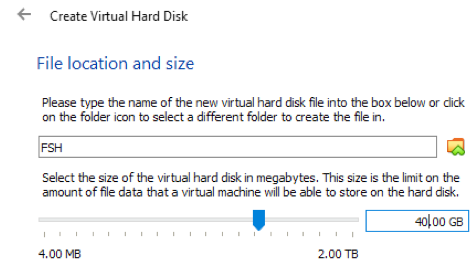 Create Virtual Hard Disk
File location and size
Please type the name of the new virtual hard disk file into the box below or click
on the folder icon to select a different folder to create the file in.
FSH
Select the size of the virtual hard disk in megabytes. This size is the limit on the
amount of file data that a virtual machine will be able to store on the hard disk.
40,00 GB
4.00 MB
2.00 TB